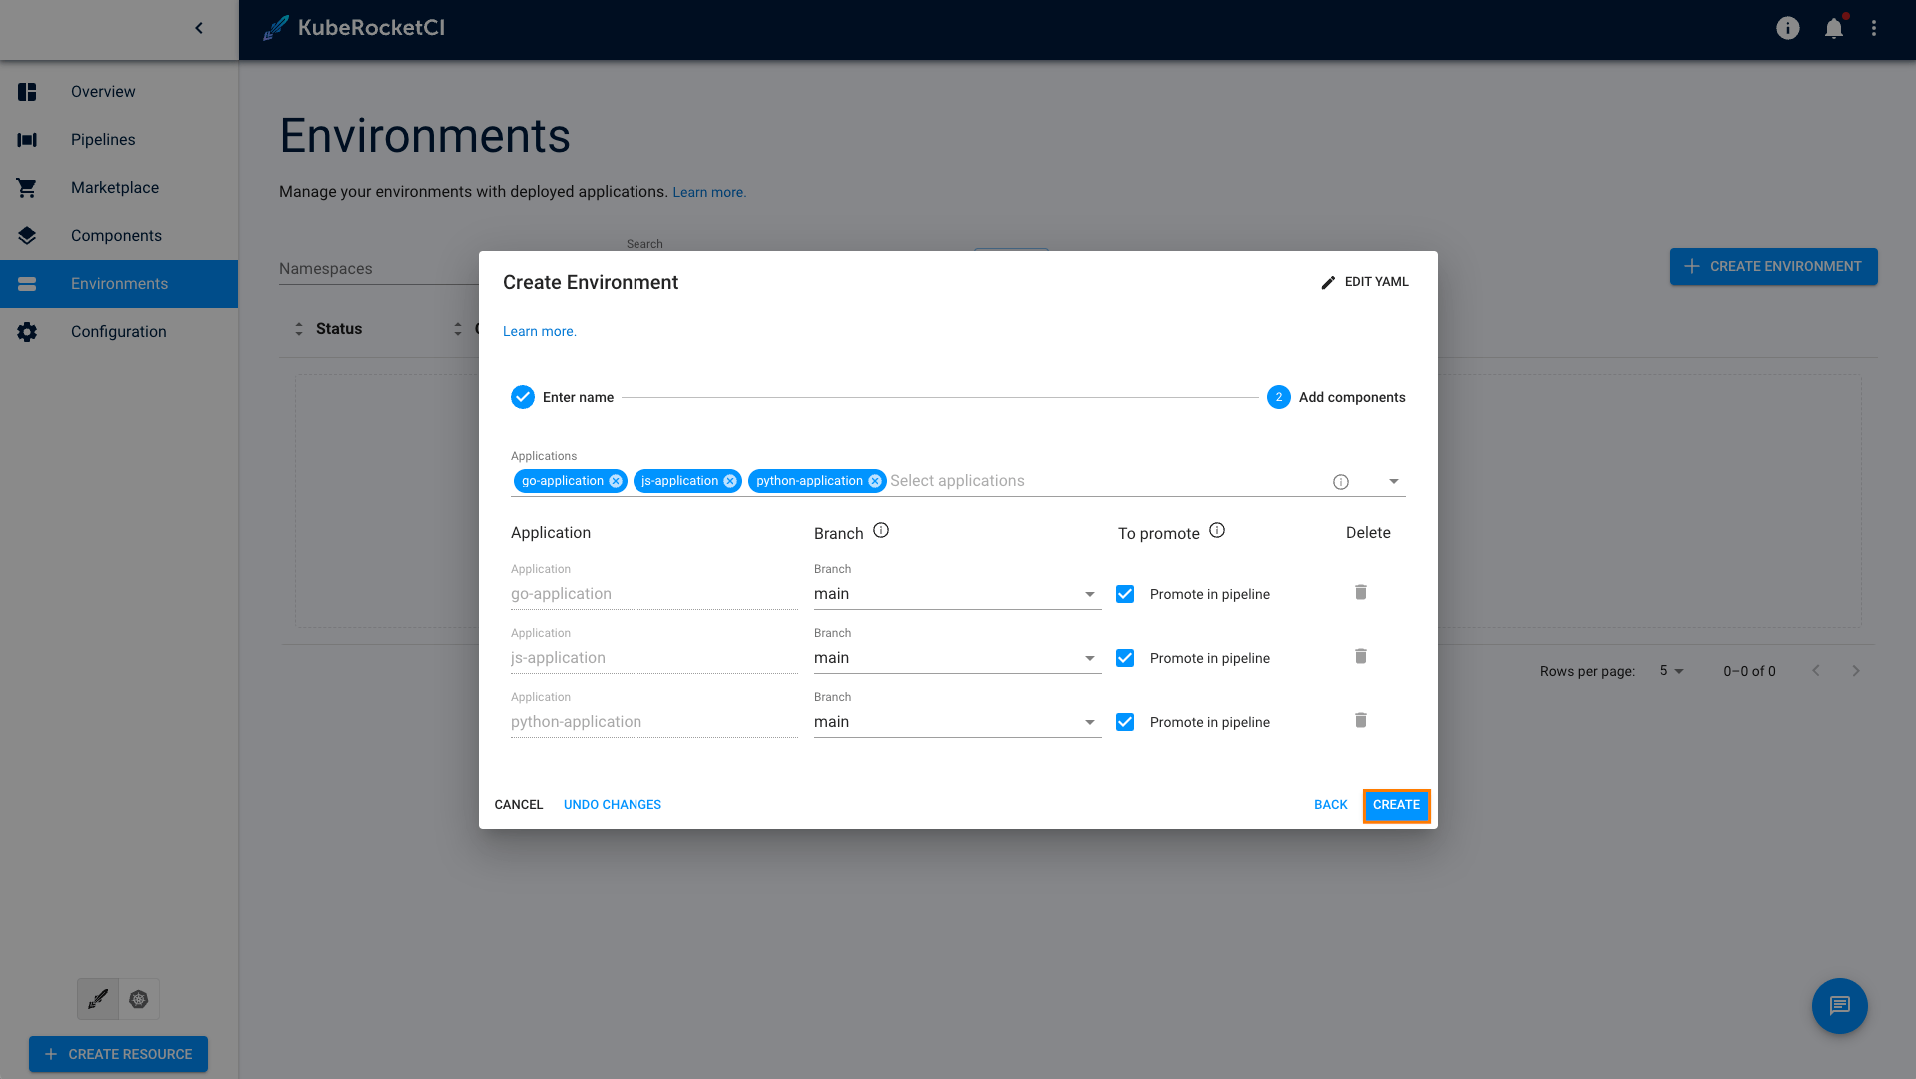 KubeRocketCI
Overview
Pipelines
Marketplace
Components
Environments
Configuration
Environments
Manage your environments with deployed applications. Learn more.
Search
Namespaces
CREATE ENVIRONMENT
Status
Create Environment
EDIT YAML
Learn more.
Enter name
2 Add components
Applications
go-application js-application python-application Select applications
Application Branch To promote Delete
Application Branch
go-application main Promote in pipeline
Application Branch
js-application main Promote in pipeline
Application Branch
python-application main Promote in pipeline
CANCEL UNDO CHANGES BACK CREATE
Rows per page: 5 0–0 of 0
CREATE RESOURCE